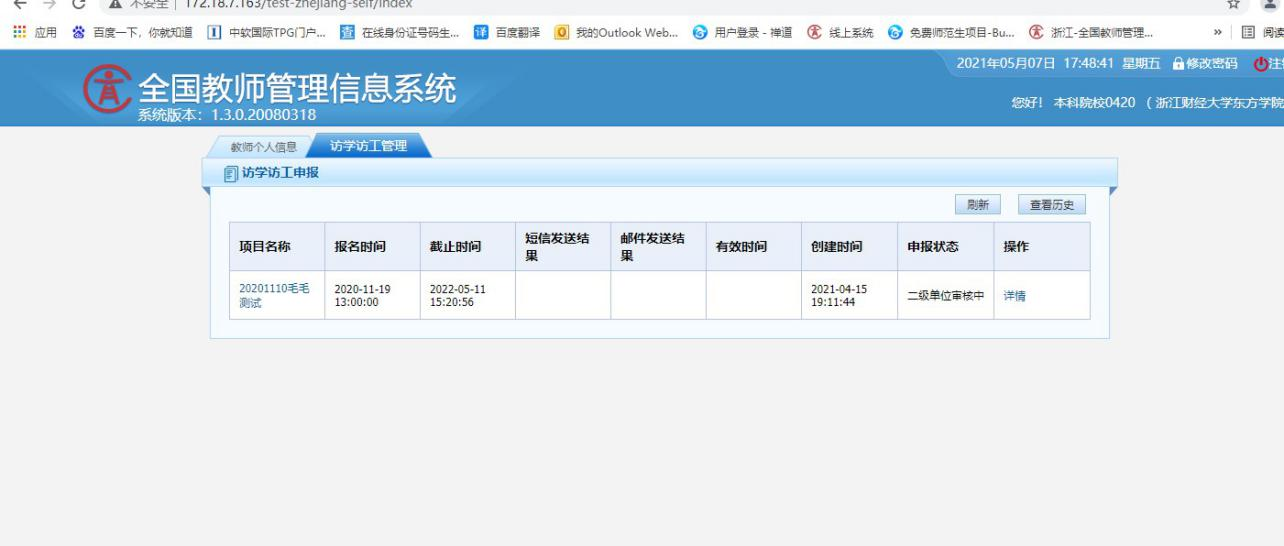 不安全 172.18.7.163/test-zhejiang-self/index
应用 百度一下，你就知道 中软国际TPG门户... 查 在线身份证号码生... 译 百度翻译 我的Outlook Web... 用户登录 - 禅道 线上系统 免费师范生项目-Bu... 浙江-全国教师管理... » 阅读
2021年05月07日 17:48:41 星期五 修改密码
全国教师管理信息系统
系统版本：1.3.0.20080318
您好！ 本科院校0420 （ 浙江财经大学东方学院
教师个人信息 访学访工管理
访学访工申报
刷新 查看历史
项目名称 报名时间 截止时间 短信发送结果 邮件发送结果 有效时间 创建时间 申报状态 操作
20201110毛毛测试 2020-11-19 13:00:00 2022-05-11 15:20:56 2021-04-15 19:11:44 二级单位审核中 详情